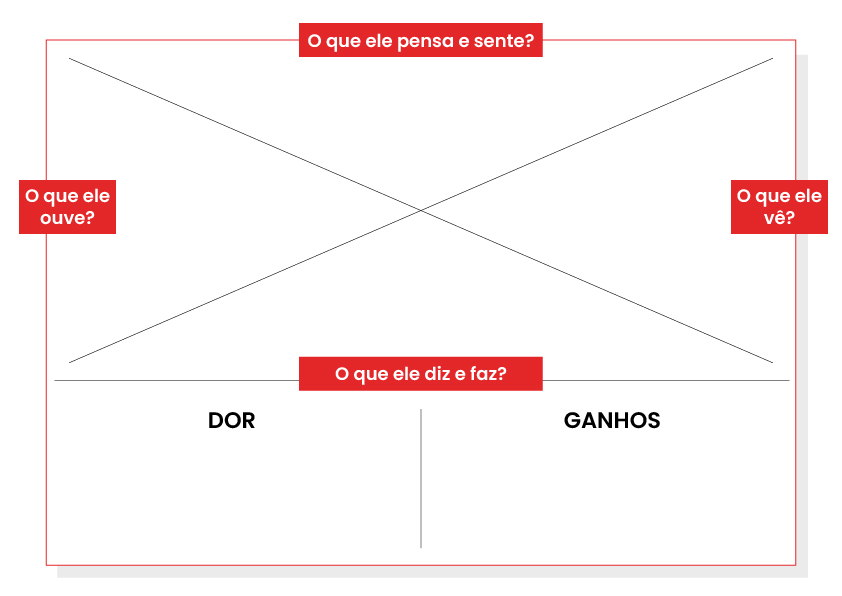 O que ele pensa e sente?
O que ele
ouve?
O que ele
vê?
O que ele diz e faz?
DOR
GANHOS